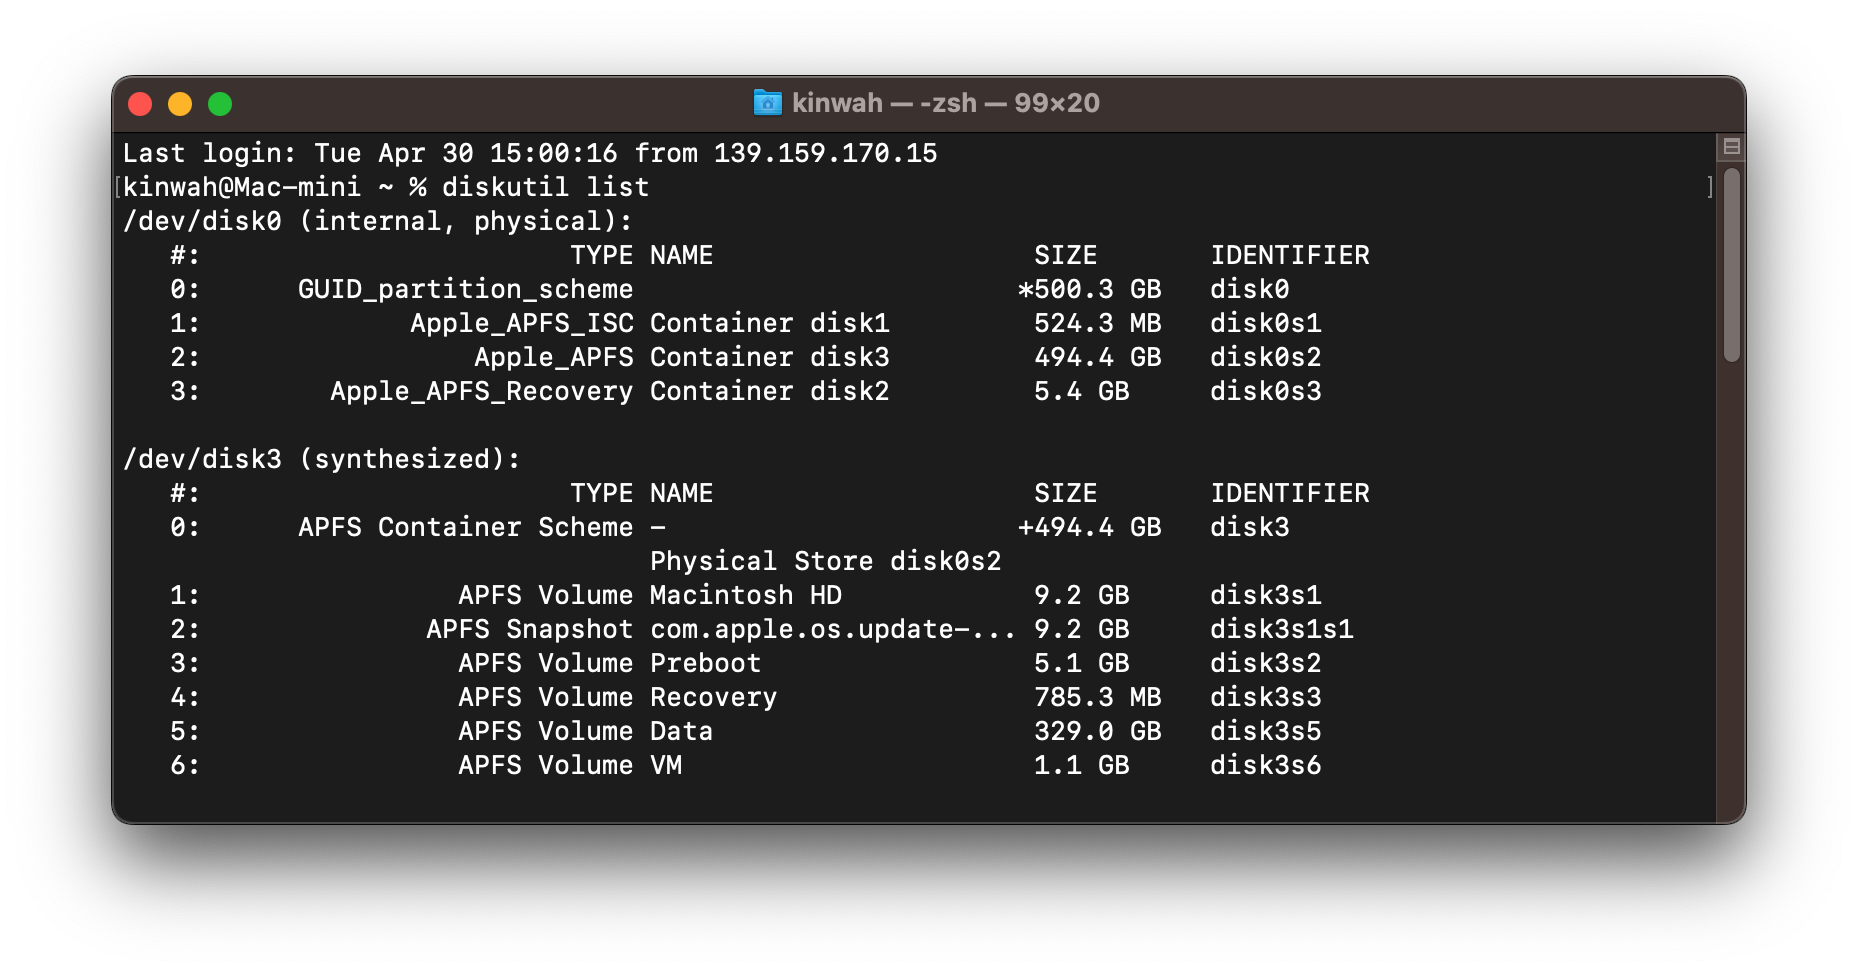 kinwah — -zsh — 99×20
Last login: Tue Apr 30 15:00:16 from 139.159.170.15
[kinwah@Mac-mini ~ % diskutil list ]
/dev/disk0 (internal, physical):
   #:                       TYPE NAME                    SIZE       IDENTIFIER
   0:      GUID_partition_scheme                        *500.3 GB   disk0
   1:             Apple_APFS_ISC Container disk1         524.3 MB   disk0s1
   2:                 Apple_APFS Container disk3         494.4 GB   disk0s2
   3:        Apple_APFS_Recovery Container disk2         5.4 GB     disk0s3

/dev/disk3 (synthesized):
   #:                       TYPE NAME                    SIZE       IDENTIFIER
   0:      APFS Container Scheme -                      +494.4 GB   disk3
                                 Physical Store disk0s2
   1:                APFS Volume Macintosh HD            9.2 GB     disk3s1
   2:              APFS Snapshot com.apple.os.update-... 9.2 GB     disk3s1s1
   3:                APFS Volume Preboot                 5.1 GB     disk3s2
   4:                APFS Volume Recovery                785.3 MB   disk3s3
   5:                APFS Volume Data                    329.0 GB   disk3s5
   6:                APFS Volume VM                      1.1 GB     disk3s6